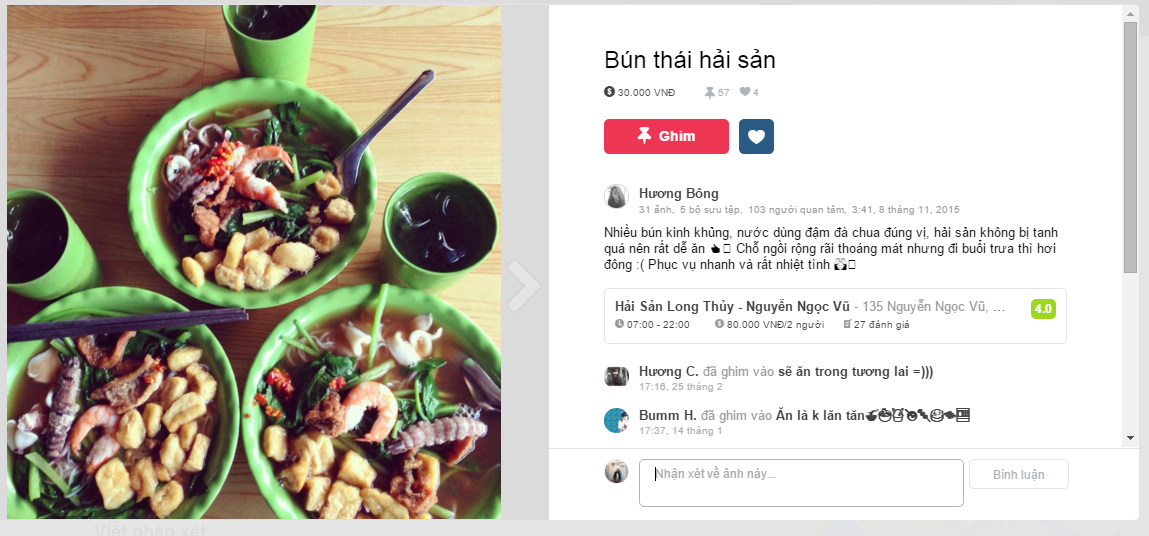 Bún thái hải sản
30.000 VNĐ 57 4
Ghim
Hương Bông
31 ảnh, 5 bộ sưu tập, 103 người quan tâm, 3:41, 8 tháng 11, 2015
Nhiều bún kinh khủng, nước dùng đậm đà chua đúng vị, hải sản không bị tanh
quá nên rất dễ ăn
Chỗ ngồi rộng rãi thoáng mát nhưng đi buổi trưa thì hơi
đông :( Phục vụ nhanh và rất nhiệt tình
Hải Sản Long Thủy - Nguyễn Ngọc Vũ - 135 Nguyễn Ngọc Vũ, ... 4.0
07:00 - 22:00 80.000 VNĐ/2 người 27 đánh giá
Hương C. đã ghim vào sẽ ăn trong tương lai =)))
17:16, 25 tháng 2
Bumm H. đã ghim vào Ăn là k lăn tăn
17:37, 14 tháng 1
Nhận xét về ảnh này...
Bình luận
Viết nhận xét